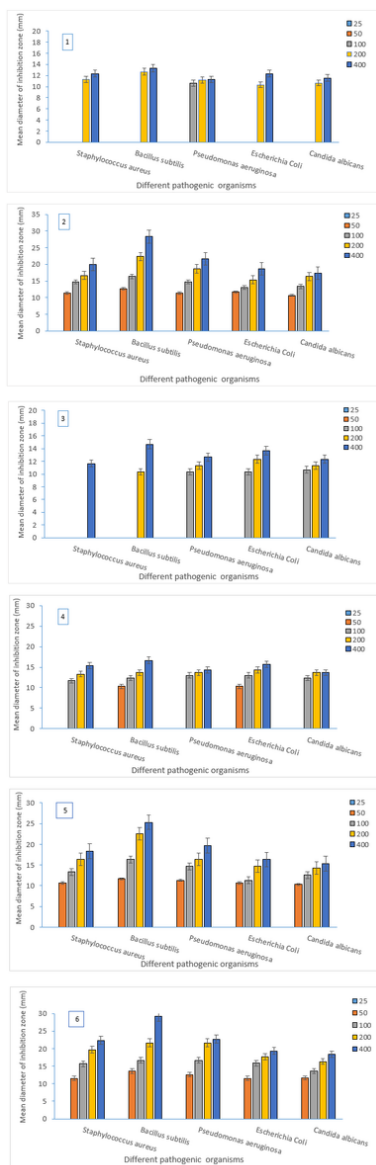 1
Mean diameter of inhibition zone (mm)
20
18
16
14
12
10
8
6
4
2
0
Staphylococcus aureus
Bacillus subtilis
Pseudomonas aeruginosa
Escherichia Coli
Candida albicans
Different pathogenic organisms
25
50
100
200
400
2
Mean diameter of inhibition zone (mm)
35
30
25
20
15
10
5
0
Staphylococcus aureus
Bacillus subtilis
Pseudomonas aeruginosa
Escherichia Coli
Candida albicans
Different pathogenic organisms
25
50
100
200
400
3
Mean diameter of inhibition zone (mm)
20
18
16
14
12
10
8
6
4
2
0
Staphylococcus aureus
Bacillus subtilis
Pseudomonas aeruginosa
Escherichia Coli
Candida albicans
Different pathogenic organisms
25
50
100
200
400
4
Mean diameter of inhibition zone (mm)
30
25
20
15
10
5
0
Staphylococcus aureus
Bacillus subtilis
Pseudomonas aeruginosa
Escherichia Coli
Candida albicans
Different pathogenic organisms
25
50
100
200
400
5
Mean diameter of inhibition zone (mm)
30
25
20
15
10
5
0
Staphylococcus aureus
Bacillus subtilis
Pseudomonas aeruginosa
Escherichia Coli
Candida albicans
Different pathogenic organisms
25
50
100
200
400
6
Mean diameter of inhibition zone (mm)
30
25
20
15
10
5
0
Staphylococcus aureus
Bacillus subtilis
Pseudomonas aeruginosa
Escherichia Coli
Candida albicans
Different pathogenic organisms
25
50
100
200
400